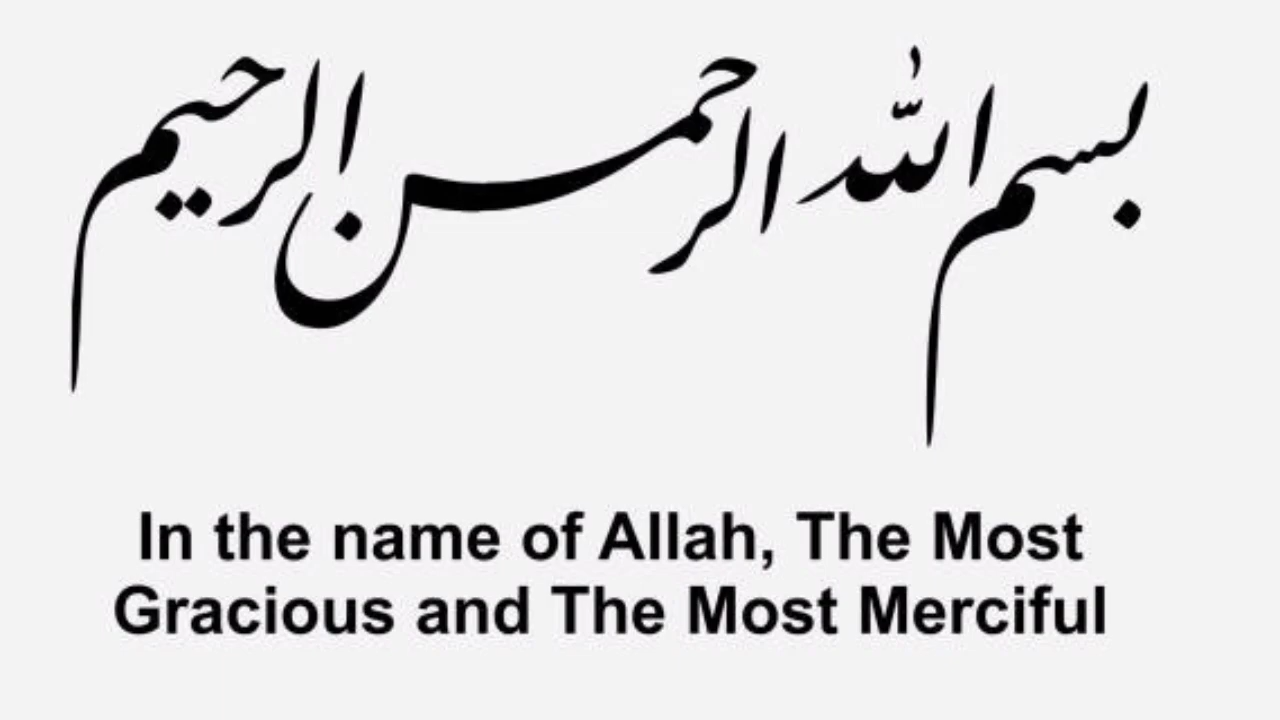 بسم الله الرحمن الرحيم
In the name of Allah, The Most
Gracious and The Most Merciful